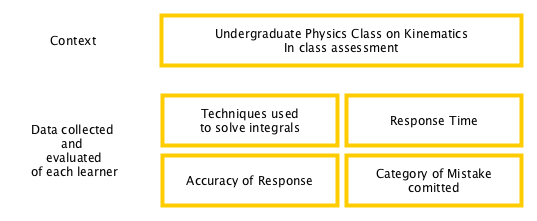 Context
Undergraduate Physics Class on Kinematics
In class assessment
Data collected
and
evaluated
of each learner
Techniques used
to solve integrals
Response Time
Accuracy of Response
Category of Mistake
comitted